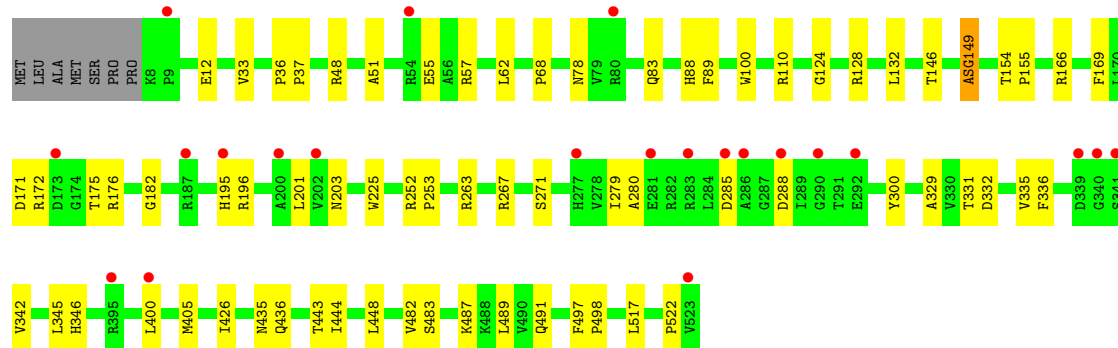 MET LEU ALA MET SER PRO PRO K8 P9 E12 V33 P36 P37 R48 A51 R54 E55 A56 R57 L62 P68 N78 V79 R80 Q83 H88 F89 W100 R110 G124 R128 L132 T146 ASG149 T154 P155 R166 F169 L170
D171 R172 D173 G174 T175 R176 G182 R187 H195 R196 A200 L201 V202 N203 W225 R252 P253 R263 R267 S271 H277 V278 I279 A280 E281 R282 R283 L284 D285 A286 G287 D288 I289 G290 T291 E292 Y300 A329 V330 T331 D332 V335 F336 D339 G340 S341
V342 L345 H346 R395 L400 M405 I426 N435 Q436 T443 I444 L448 V482 S483 K487 K488 L489 V490 Q491 F497 P498 L517 P522 V523